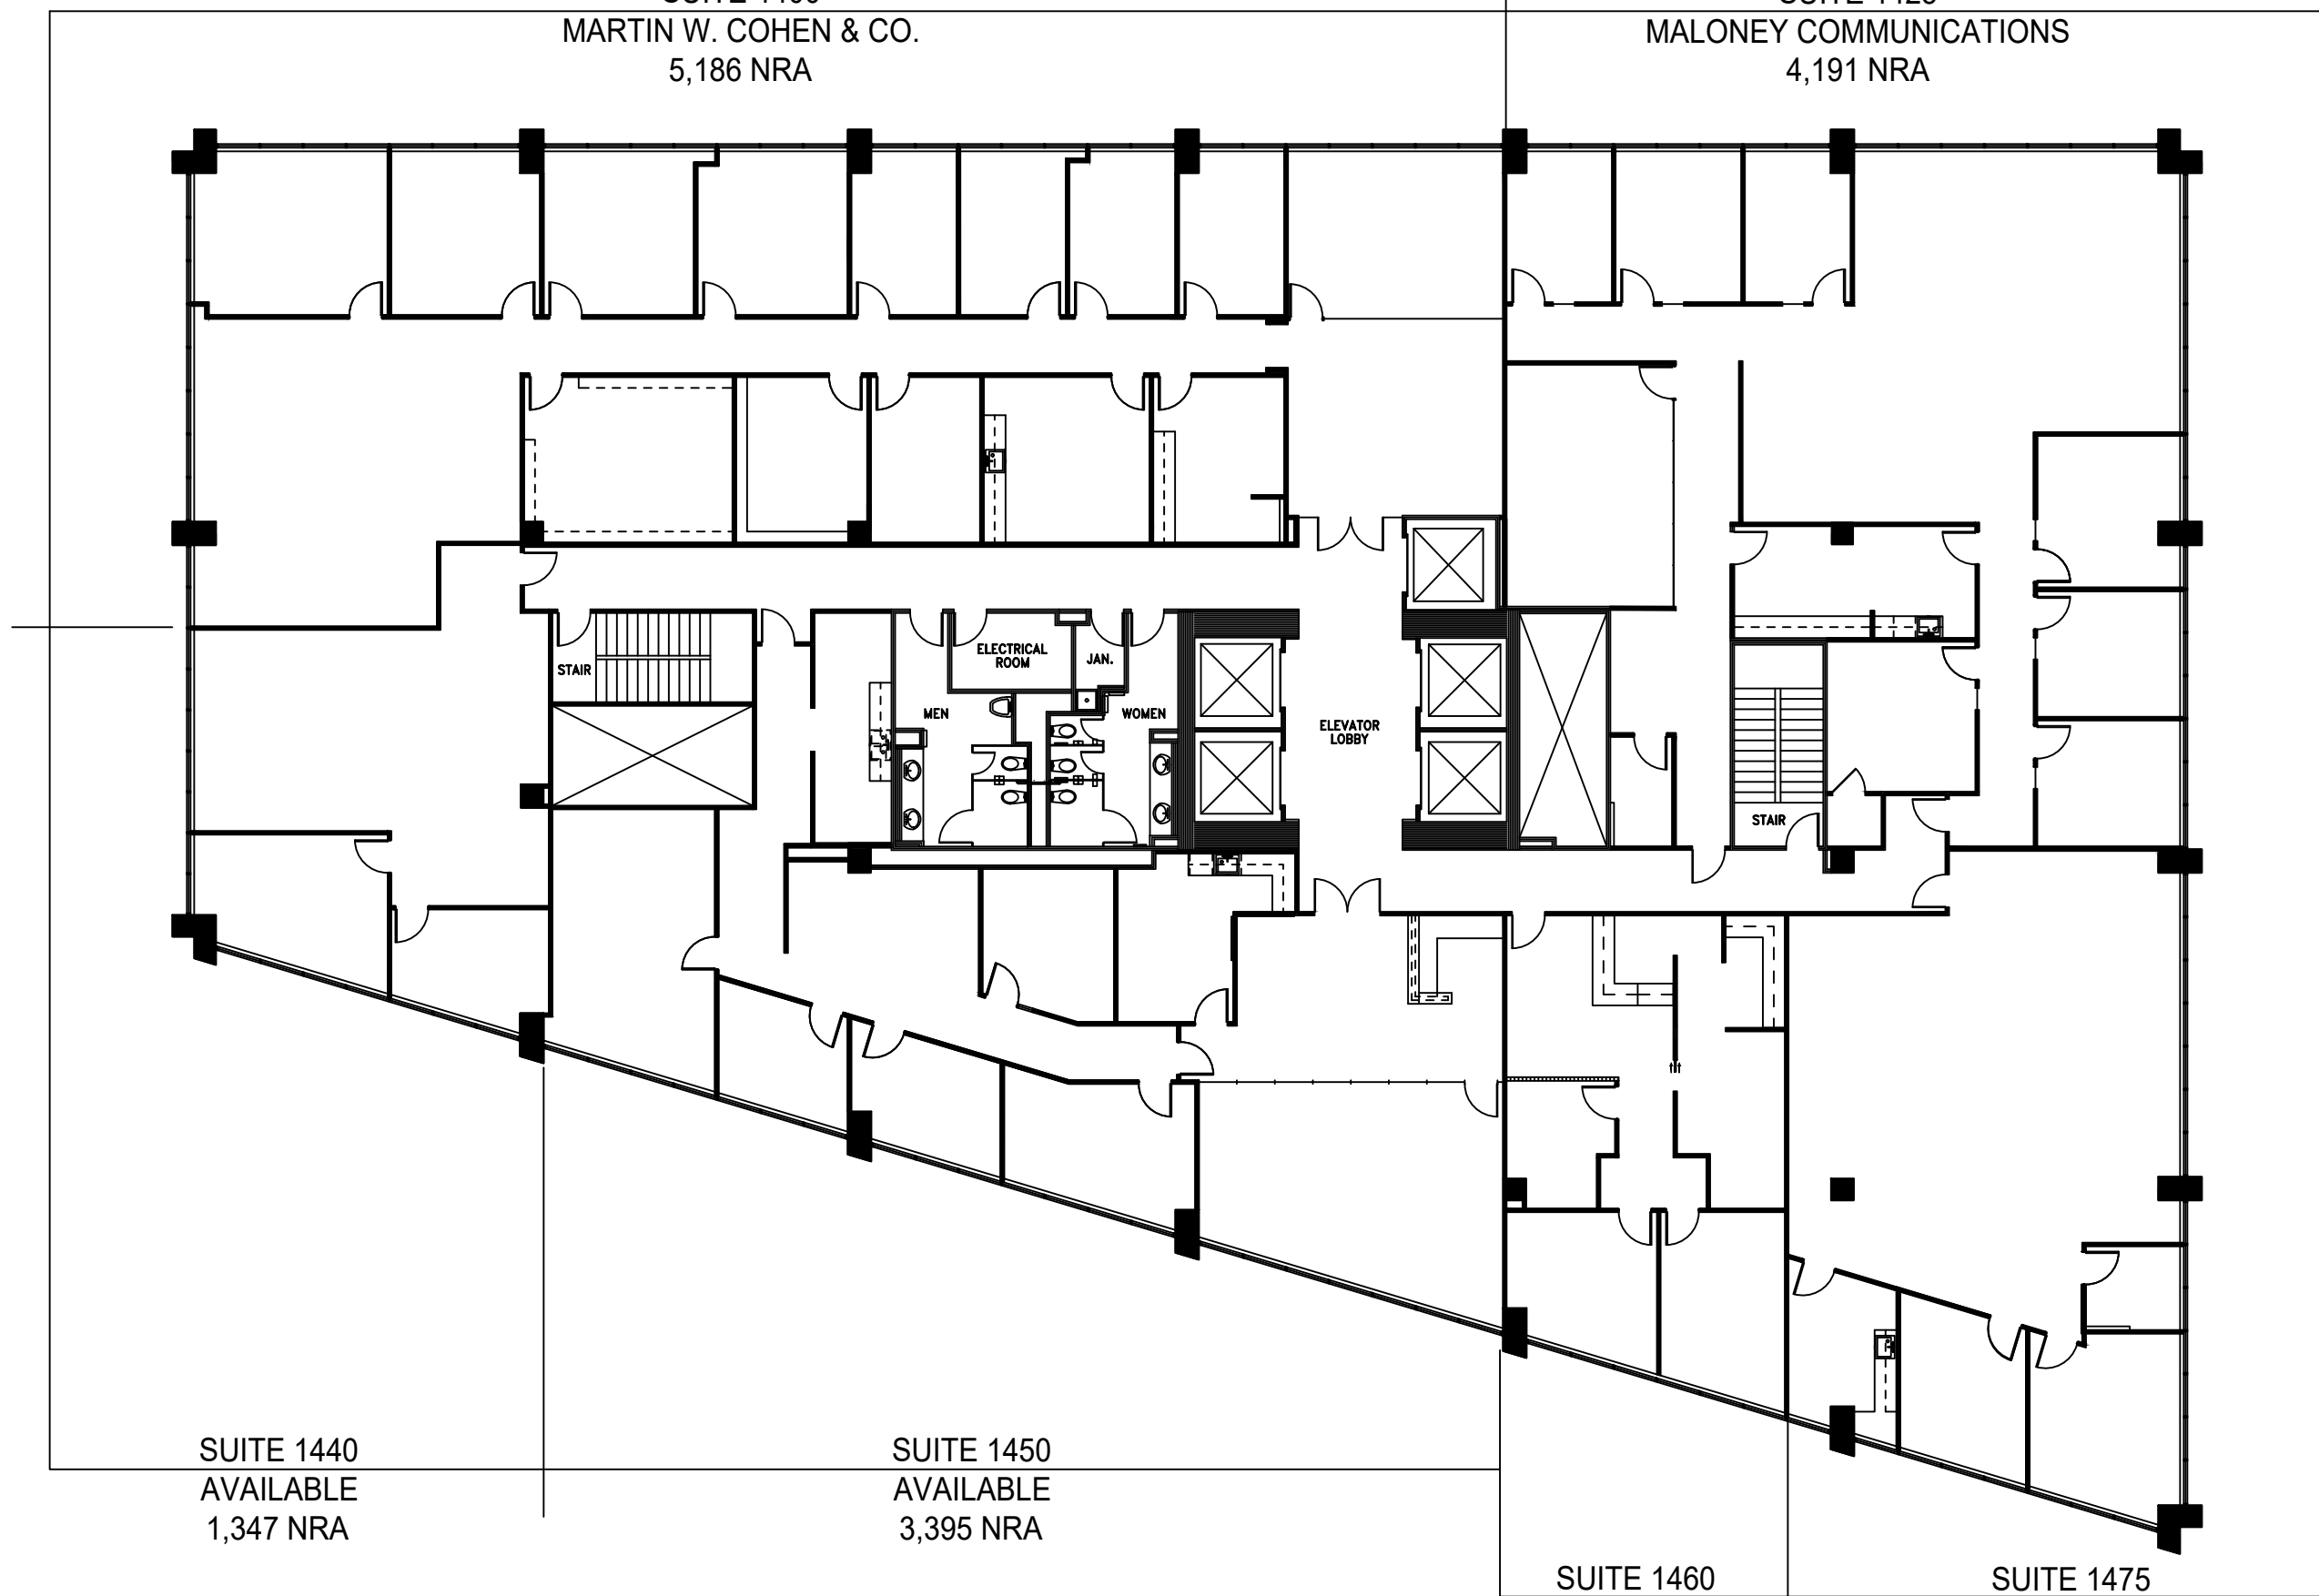 MARTIN W. COHEN & CO.
5,186 NRA
MALONEY COMMUNICATIONS
4,191 NRA
STAIR
ELECTRICAL
ROOM
JAN.
MEN
WOMEN
ELEVATOR
LOBBY
STAIR
SUITE 1440
AVAILABLE
1,347 NRA
SUITE 1450
AVAILABLE
3,395 NRA
SUITE 1460
SUITE 1475